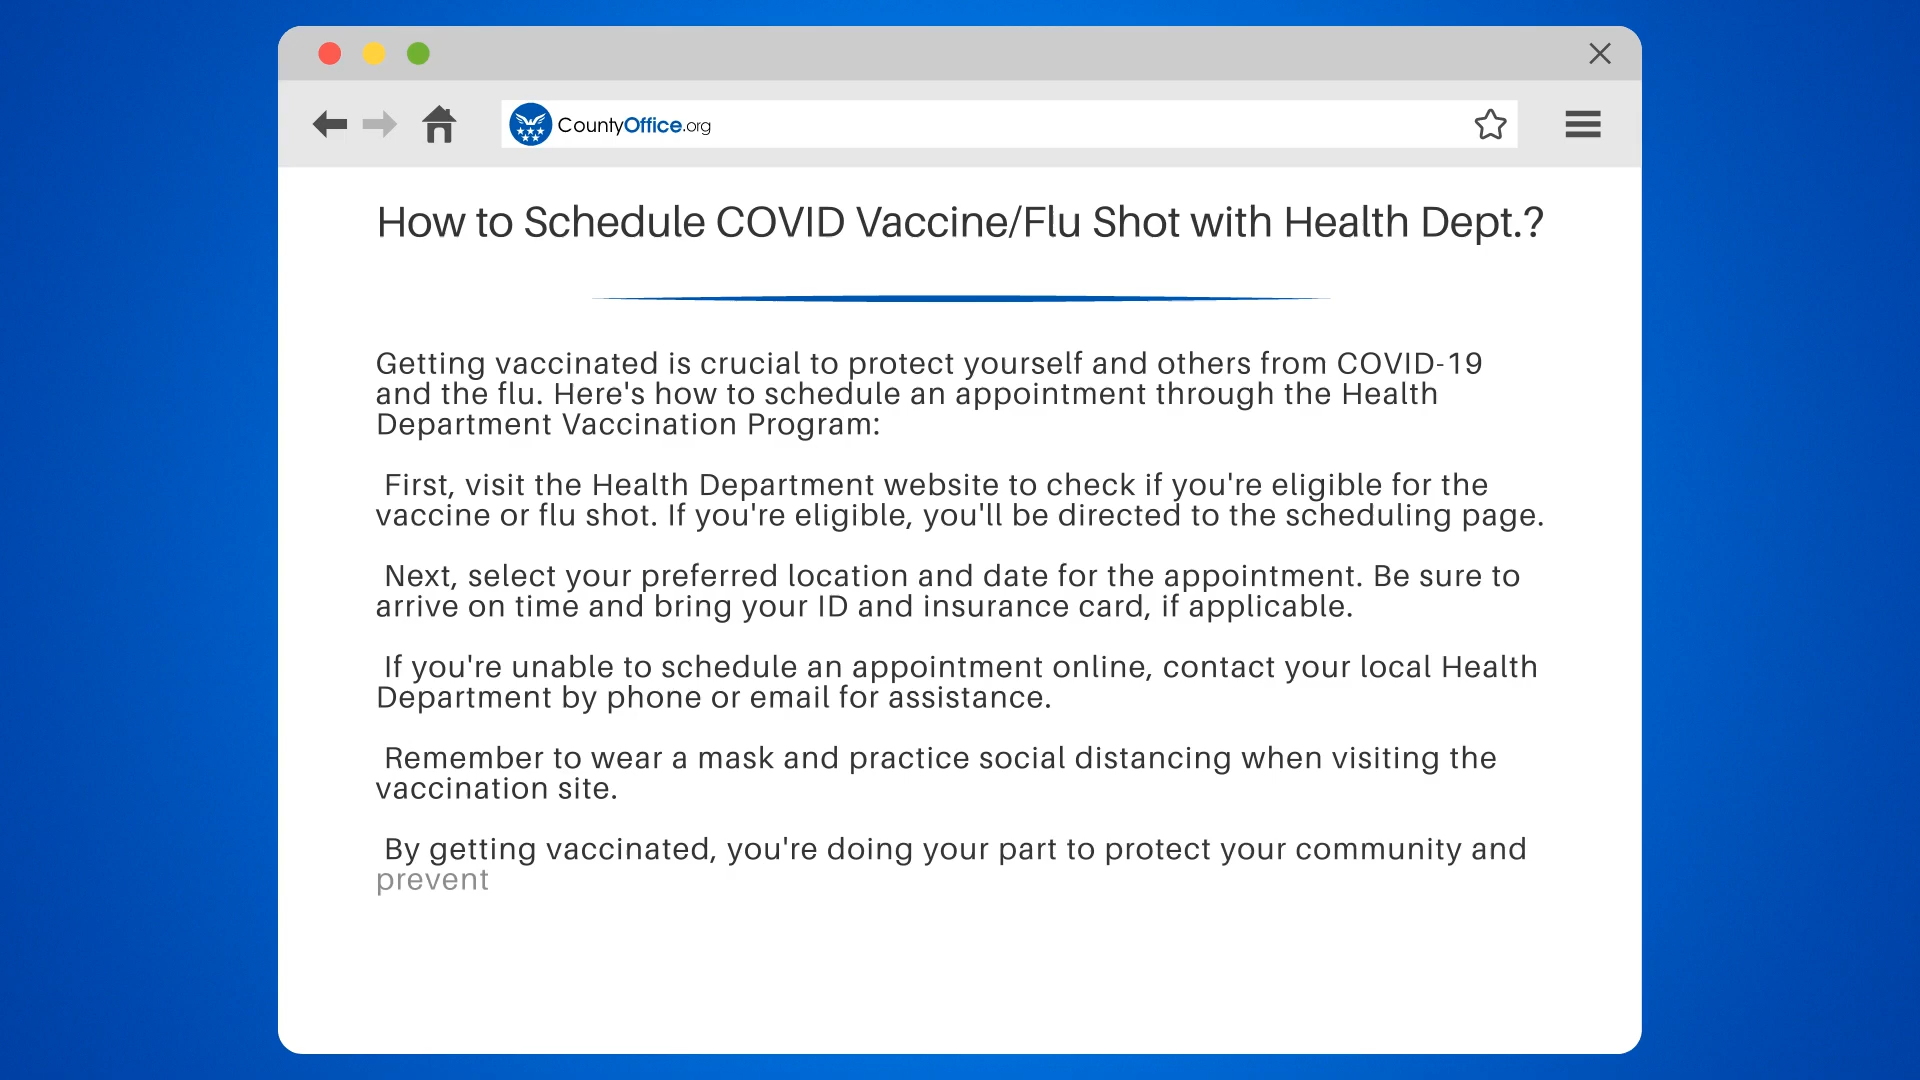 CountyOffice.org
How to Schedule COVID Vaccine/Flu Shot with Health Dept.?
Getting vaccinated is crucial to protect yourself and others from COVID-19
and the flu. Here's how to schedule an appointment through the Health
Department Vaccination Program:
First, visit the Health Department website to check if you're eligible for the
vaccine or flu shot. If you're eligible, you'll be directed to the scheduling page.
Next, select your preferred location and date for the appointment. Be sure to
arrive on time and bring your ID and insurance card, if applicable.
If you're unable to schedule an appointment online, contact your local Health
Department by phone or email for assistance.
Remember to wear a mask and practice social distancing when visiting the
vaccination site.
By getting vaccinated, you're doing your part to protect your community and
prevent